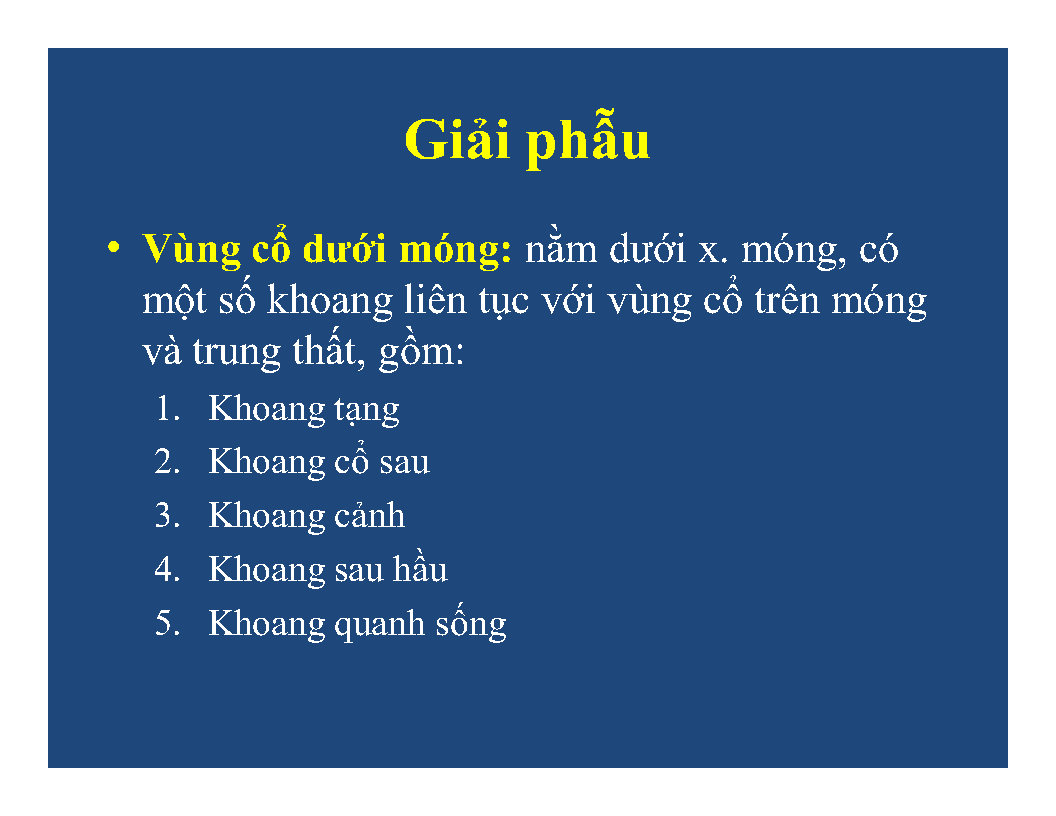 Giải phẫu
• Vùng cổ dưới móng: nằm dưới x. móng, có
một số khoang liên tục với vùng cổ trên móng
và trung thất, gồm:
1. Khoang tạng
2. Khoang cổ sau
3. Khoang cảnh
4. Khoang sau hầu
5. Khoang quanh sống